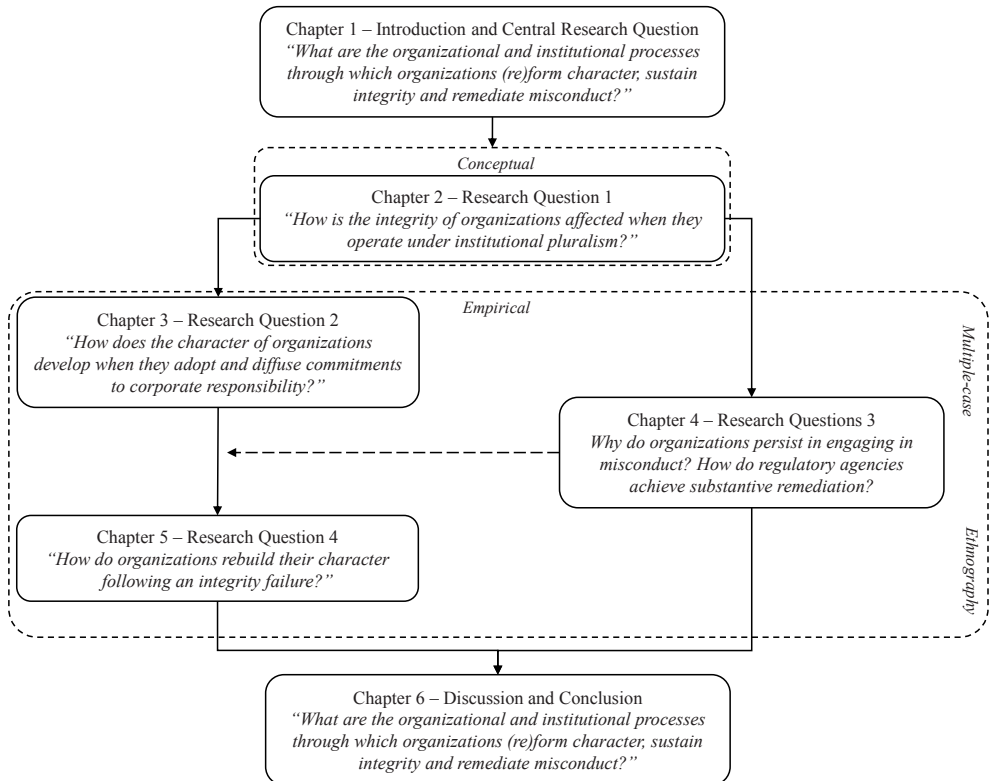 Chapter 1 – Introduction and Central Research Question
“What are the organizational and institutional processes
through which organizations (re)form character, sustain
integrity and remediate misconduct?”
Conceptual
Chapter 2 – Research Question 1
“How is the integrity of organizations affected when they
operate under institutional pluralism?”
Empirical
Chapter 3 – Research Question 2
“How does the character of organizations
develop when they adopt and diffuse commitments
to corporate responsibility?”
Multiple-case
Chapter 4 – Research Questions 3
Why do organizations persist in engaging in
misconduct? How do regulatory agencies
achieve substantive remediation?
Chapter 5 – Research Question 4
“How do organizations rebuild their character
following an integrity failure?”
Ethnography
Chapter 6 – Discussion and Conclusion
“What are the organizational and institutional processes
through which organizations (re)form character, sustain
integrity and remediate misconduct?”